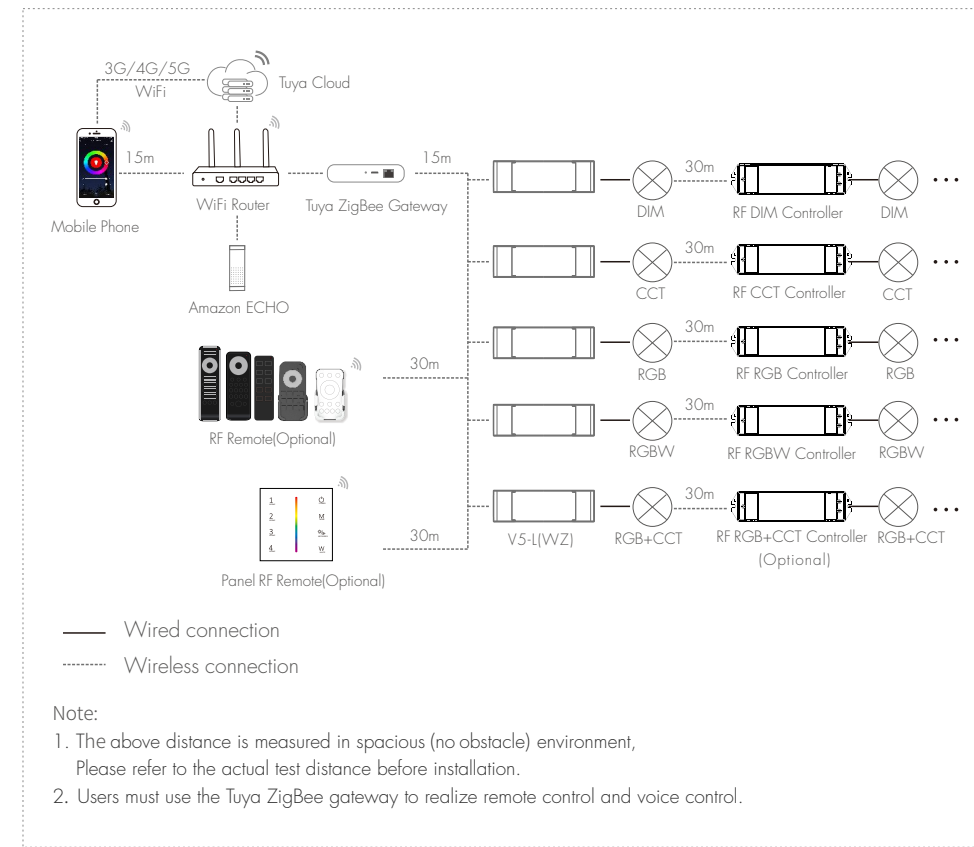 3G/4G/5G
WiFi
Tuya Cloud
15m
15m
WiFi Router
Tuya ZigBee Gateway
Mobile Phone
Amazon ECHO
30m
DIM
RF DIM Controller
DIM
30m
CCT
RF CCT Controller
CCT
30m
RGB
RF RGB Controller
RGB
30m
RF Remote(Optional)
30m
RGBW
RF RGBW Controller
RGBW
1
2
3
4
M
W
30m
Panel RF Remote(Optional)
30m
V5-L(WZ)
RGB+CCT
RF RGB+CCT Controller
(Optional)
RGB+CCT
Wired connection
Wireless connection
Note:
1. The above distance is measured in spacious (no obstacle) environment,
Please refer to the actual test distance before installation.
2. Users must use the Tuya ZigBee gateway to realize remote control and voice control.